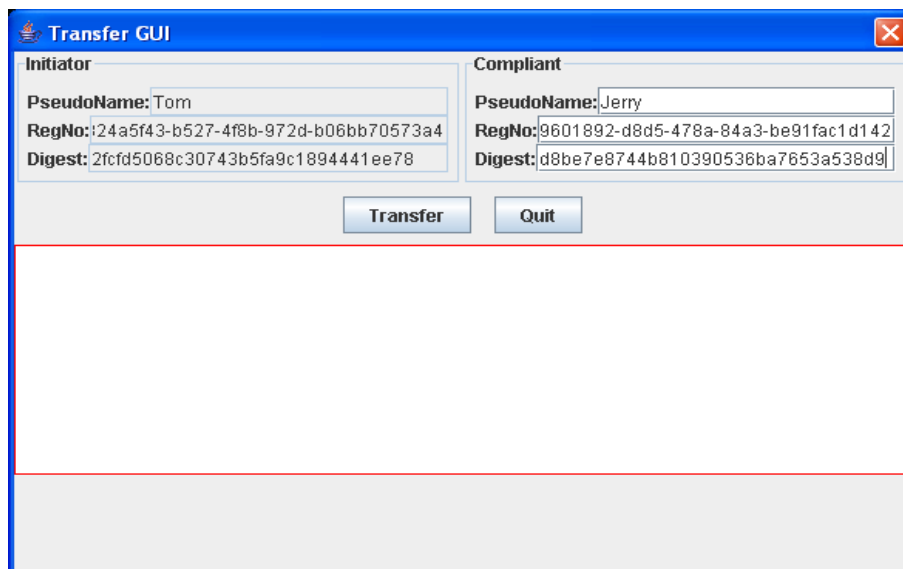 Transfer GUI
Initiator
PseudoName: Tom
RegNo: 24a5f43-b527-4f8b-972d-b06bb70573a4
Digest: 2fcfd5068c30743b5fa9c1894441ee78
Compliant
PseudoName: Jerry
RegNo: 9601892-d8d5-478a-84a3-be91fac1d142
Digest: d8be7e8744b810390536ba7653a538d9
Transfer Quit